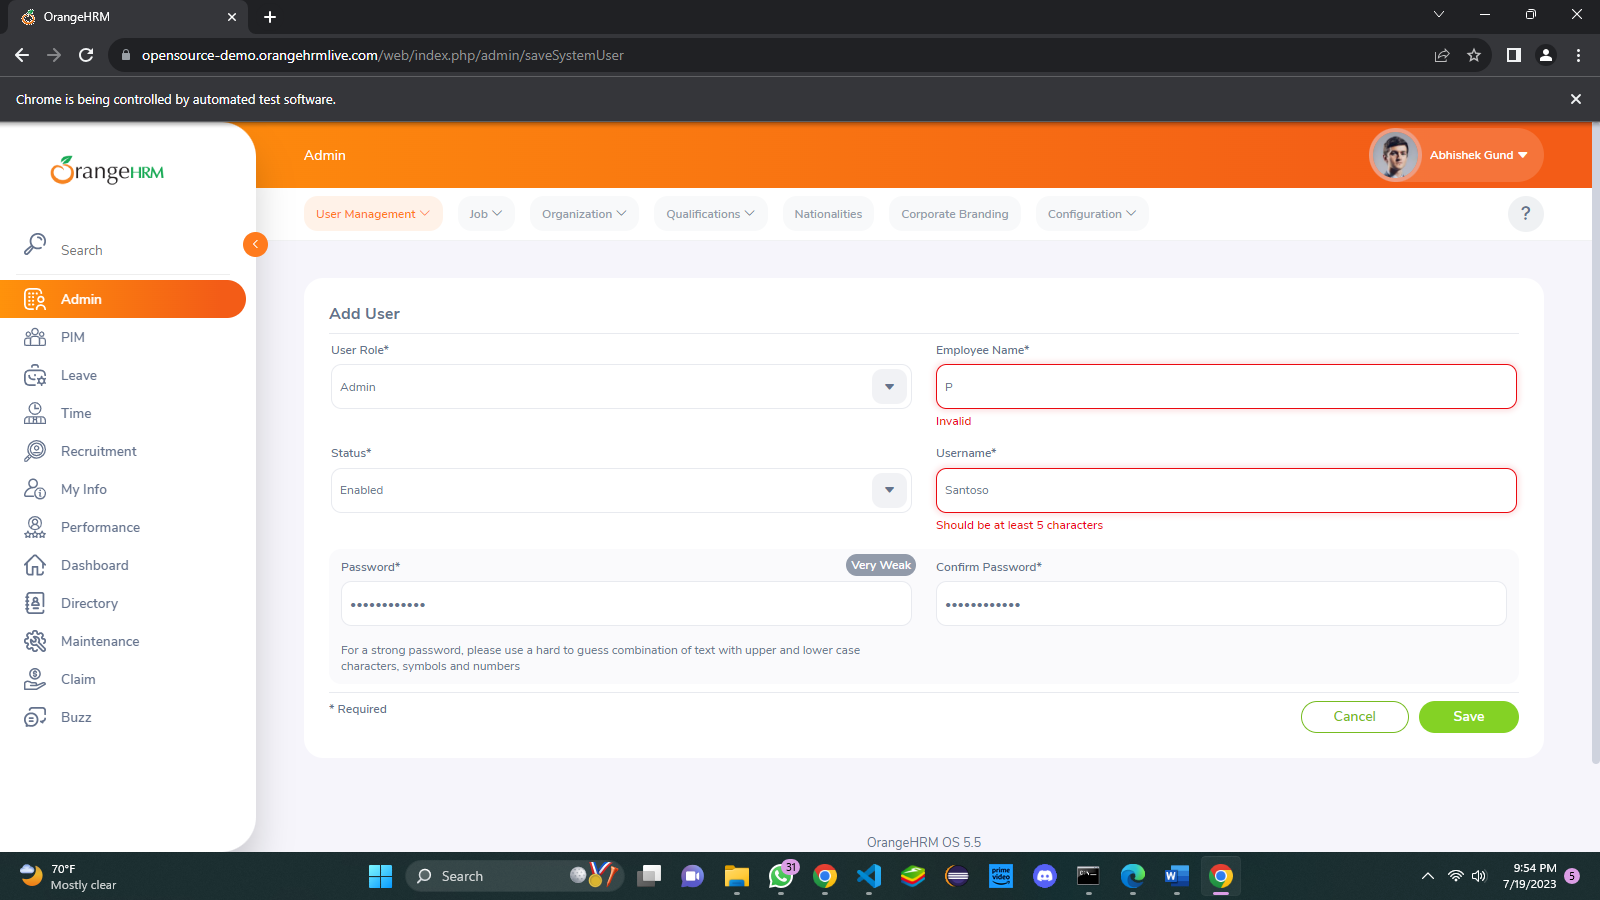 OrangeHRM
opensource-demo.orangehrmlive.com/web/index.php/admin/saveSystemUser
Chrome is being controlled by automated test software.
OrangeHRM
Admin
Abhishek Gund
User Management
Job
Organization
Qualifications
Nationalities
Corporate Branding
Configuration
?
Search
Admin
PIM
Leave
Time
Recruitment
My Info
Performance
Dashboard
Directory
Maintenance
Claim
Buzz
Add User
User Role*
Employee Name*
Admin
P
Invalid
Status*
Username*
Enabled
Santoso
Should be at least 5 characters
Password*
Very Weak
Confirm Password*
For a strong password, please use a hard to guess combination of text with upper and lower case
characters, symbols and numbers
* Required
Cancel
Save
OrangeHRM OS 5.5
70°F
Mostly clear
Search
31
prime video
9:54 PM
7/19/2023
5